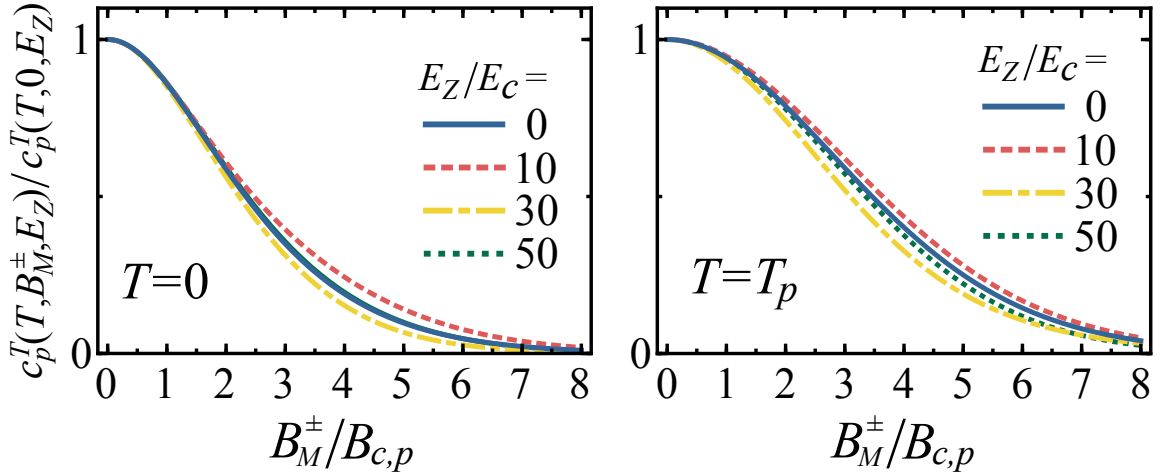 c_p^T(T,B_M^±,E_Z)/ c_p^T(T,0,E_Z)
1
0
E_Z/E_c =
0
10
30
50
T=0
0 1 2 3 4 5 6 7 8
B_M^±/B_{c,p}
1
0
E_Z/E_c =
0
10
30
50
T=T_p
0 1 2 3 4 5 6 7 8
B_M^±/B_{c,p}